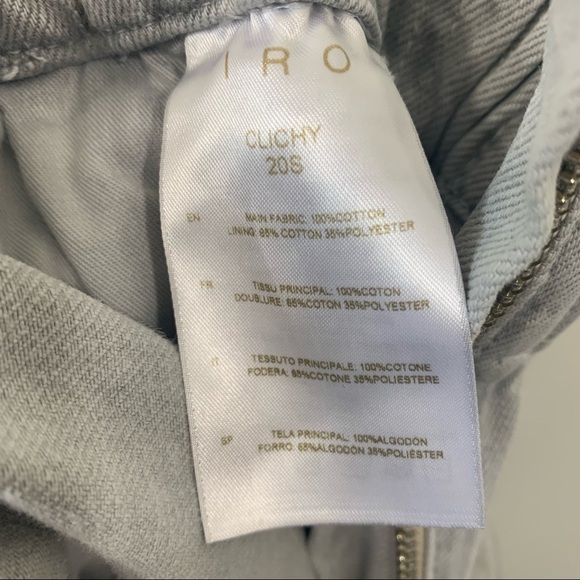 IRO
CLICHY
20S
EN MAIN FABRIC: 100%COTTON
LINING: 65% COTTON 35%POLYESTER
FR TISSU PRINCIPAL: 100%COTON
DOUBLURE: 65%COTON 35%POLYESTER
IT TESSUTO PRINCIPALE: 100%COTONE
FODERA: 65%COTONE 35%POLIESTERE
SP TELA PRINCIPAL: 100%ALGODÓN
FORRO: 65%ALGODÓN 35%POLIÉSTER